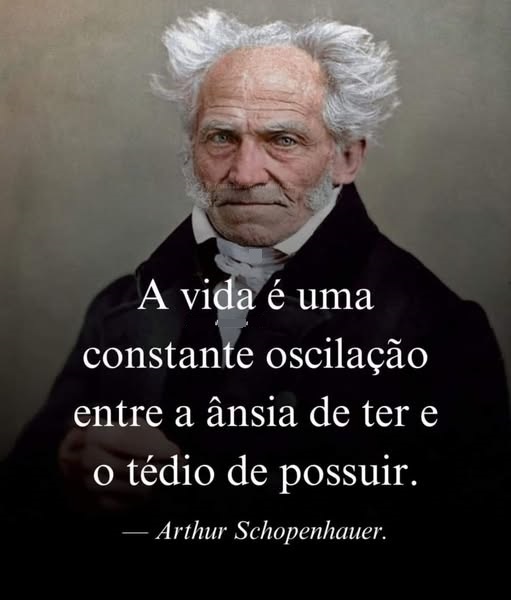 A vida é uma
constante oscilação
entre a ânsia de ter e
o tédio de possuir.
— Arthur Schopenhauer.